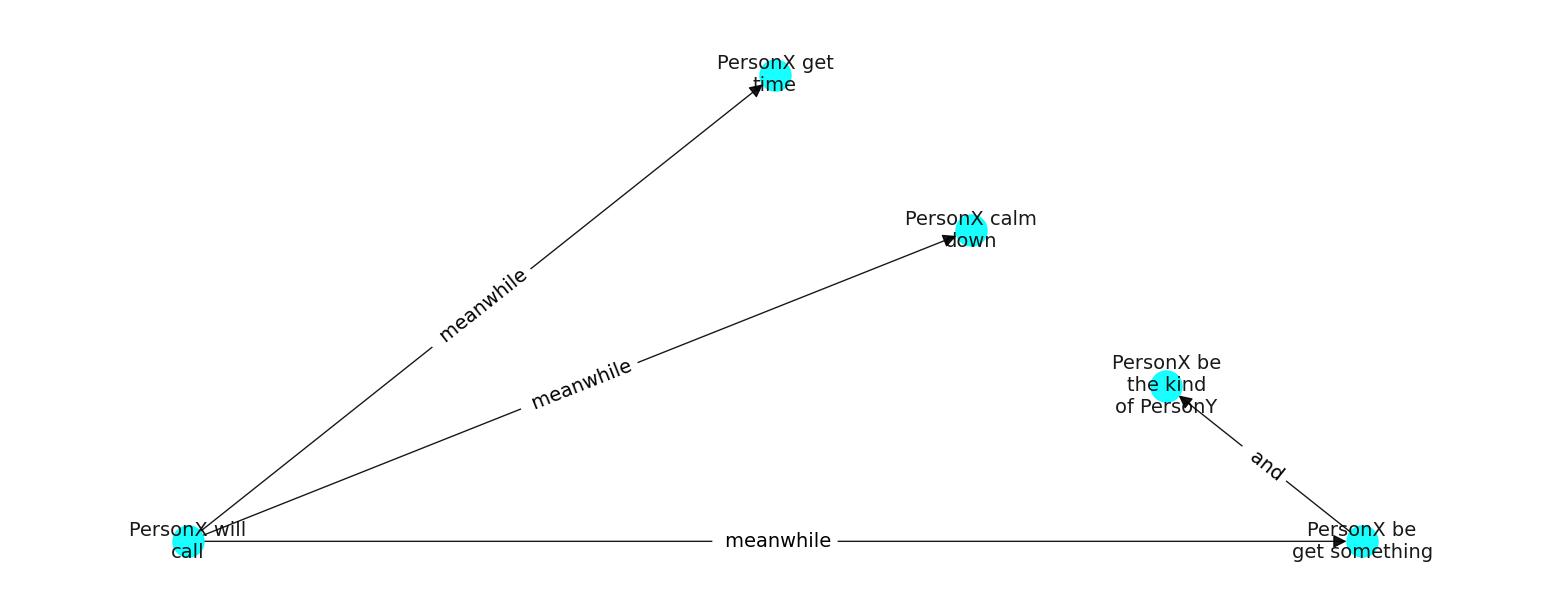 PersonX get
time
PersonX calm
down
meanwhile
meanwhile
PersonX be
the kind
of PersonY
and
PersonX will
call
meanwhile
PersonX be
get something